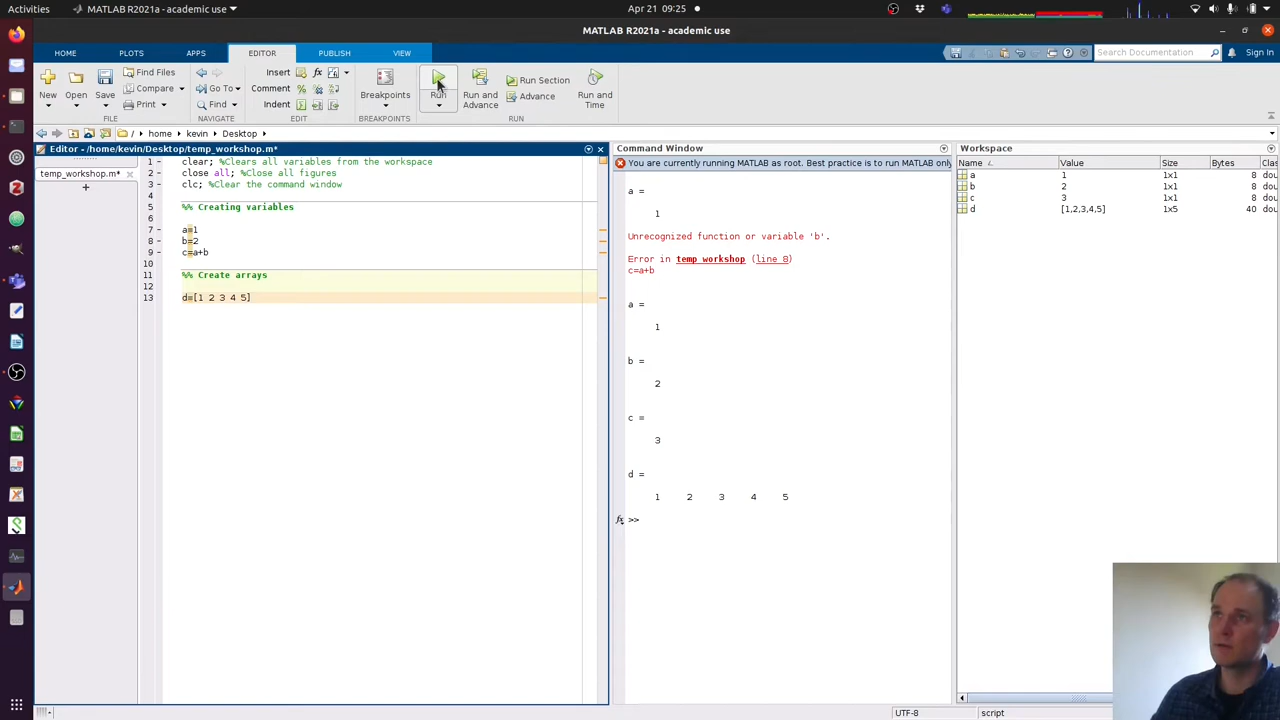 Activities
MATLAB R2021a - academic use
Apr 21 09:25
MATLAB R2021a - academic use
HOME
PLOTS
APPS
EDITOR
PUBLISH
VIEW
Search Documentation
Sign In
New
Open
Save
Find Files
Compare
Print
Go To
Find
Insert
Comment
Indent
Breakpoints
Run
Run and
Advance
Run Section
Advance
Run and
Time
FILE
EDIT
BREAKPOINTS
RUN
/ home kevin Desktop
Editor - /home/kevin/Desktop/temp_workshop.m*
temp_workshop.m*
+
1 clear; %Clears all variables from the workspace
2 close all; %Close all figures
3 clc; %Clear the command window
4
5 %% Creating variables
6
7 a=1
8 b=2
9 c=a+b
10
11 %% Create arrays
12
13 d=[1 2 3 4 5]
Command Window
You are currently running MATLAB as root. Best practice is to run MATLAB only
a =
1
Unrecognized function or variable 'b'.
Error in temp workshop (line 8)
c=a+b
a =
1
b =
2
c =
3
d =
1 2 3 4 5
fx >>
Workspace
Name Value Size Bytes Clas
a 1 1x1 8 dou
b 2 1x1 8 dou
c 3 1x1 8 dou
d [1,2,3,4,5] 1x5 40 dou
UTF-8
script